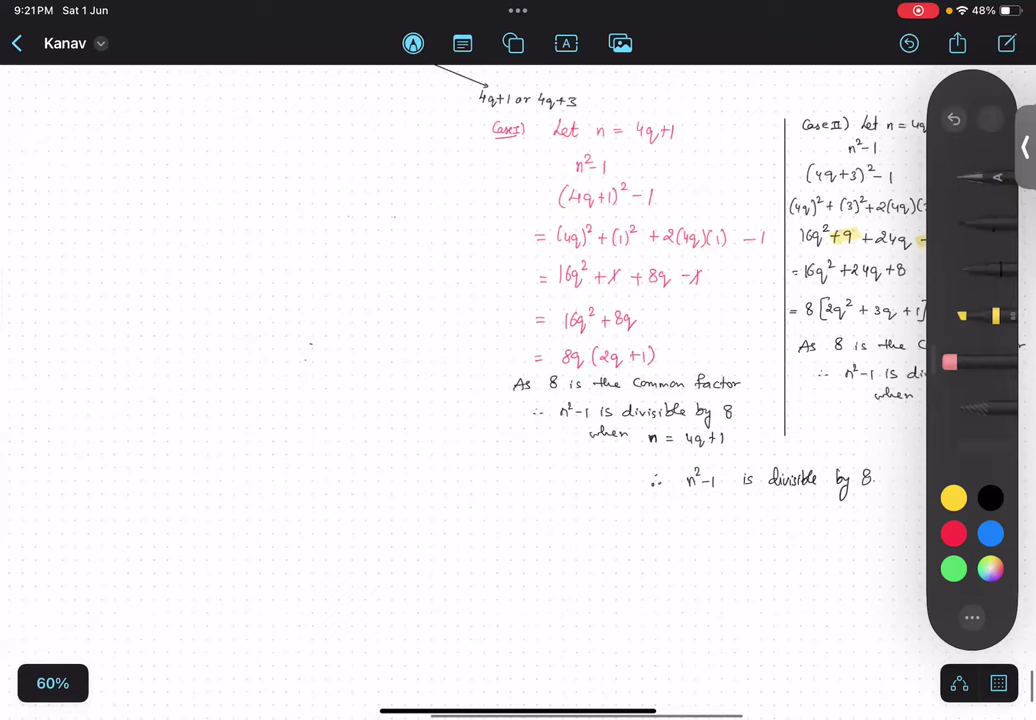 9:21 PM Sat 1 Jun
48%
Kanav
4q+1 or 4q+3
Case I) Let n = 4q+1
n²-1
(4q+1)² - 1
= (4q)² + (1)² + 2(4q)(1) - 1
= 16q² + 1 + 8q - 1
= 16q² + 8q
= 8q (2q +1)
As 8 is the Common factor
∴ n²-1 is divisible by 8
when n = 4q+1
Case II) Let n = 4q
n²-1
(4q+3)² - 1
(4q)² + (3)² + 2(4q)(
16q² + 9 + 24q -
= 16q² + 24q + 8
= 8 [2q² + 3q + 1]
As 8 is the C
∴ n²-1 is div
when
∴ n²-1 is divisible by 8.
60%